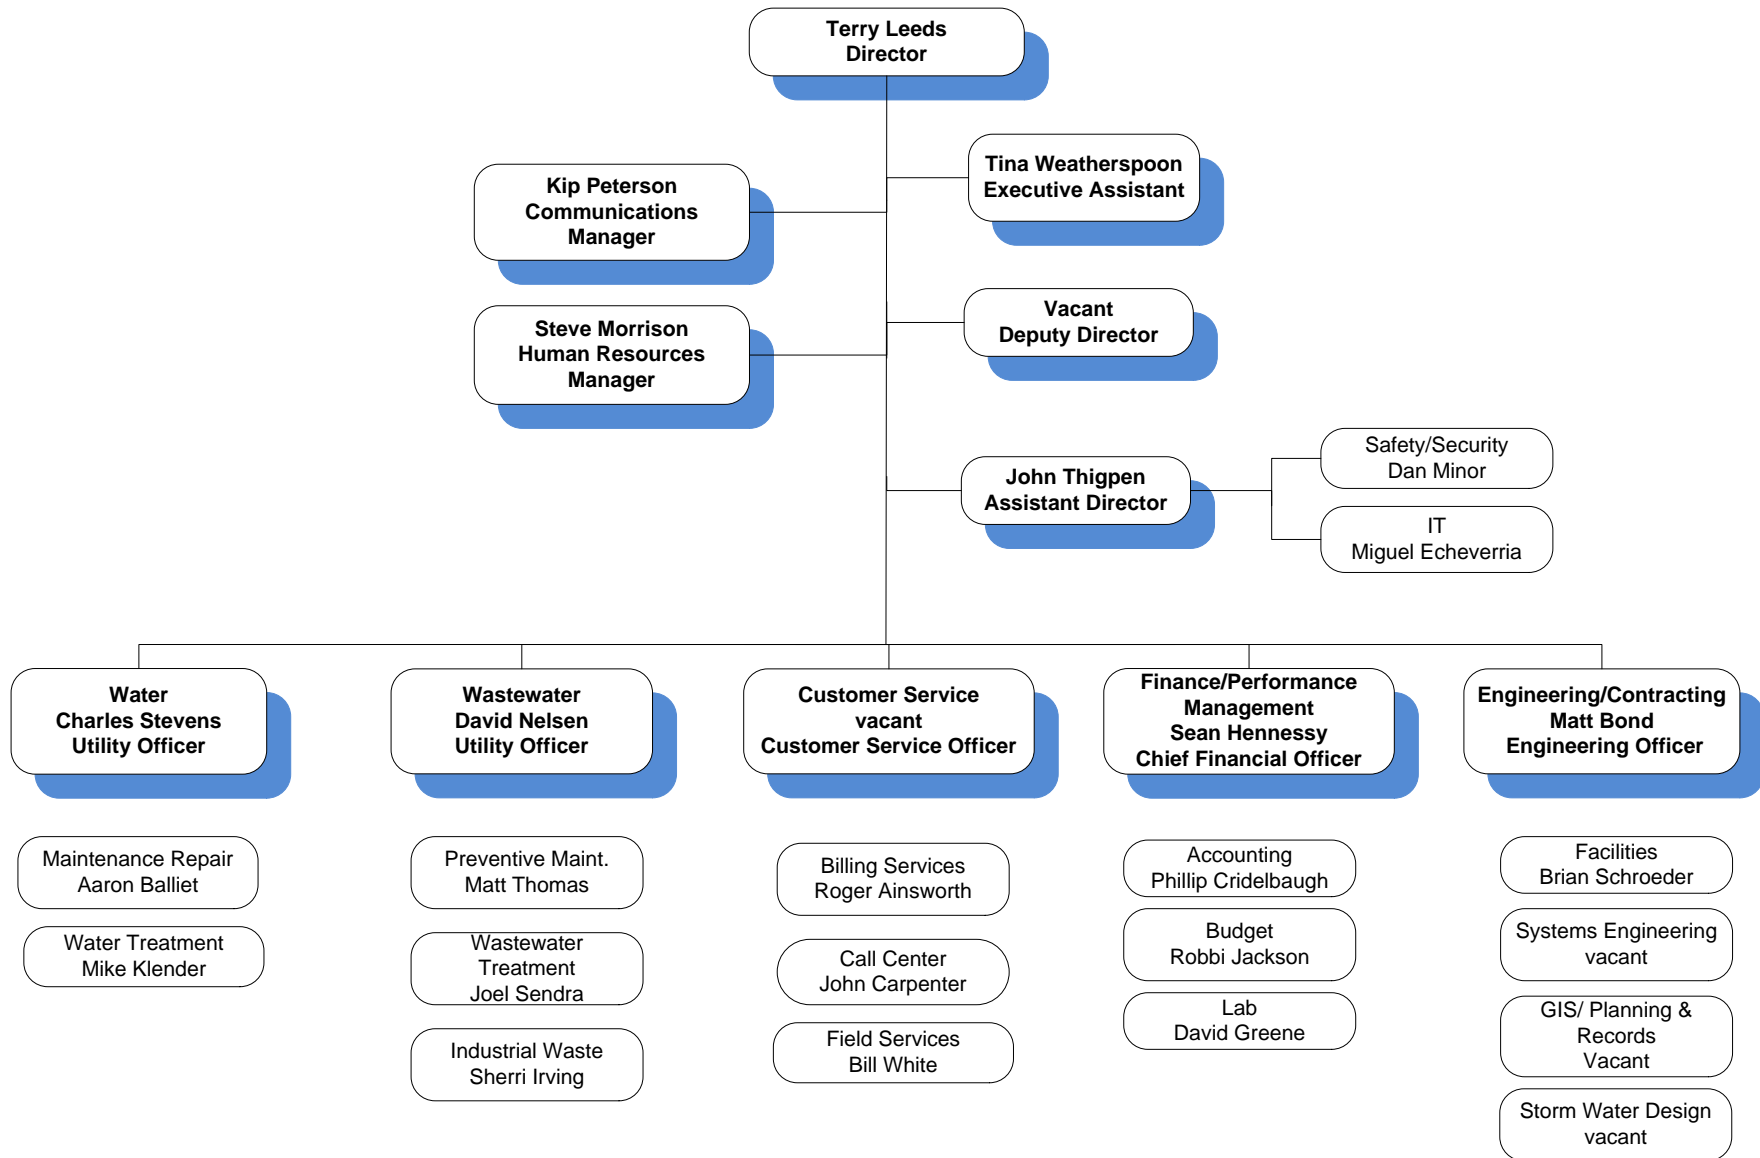 Terry Leeds
Director
Tina Weatherspoon
Executive Assistant
Kip Peterson
Communications
Manager
Vacant
Deputy Director
Steve Morrison
Human Resources
Manager
John Thigpen
Assistant Director
Safety/Security
Dan Minor
IT
Miguel Echeverria
Water
Charles Stevens
Utility Officer
Wastewater
David Nelsen
Utility Officer
Customer Service
vacant
Customer Service Officer
Finance/Performance
Management
Sean Hennessy
Chief Financial Officer
Engineering/Contracting
Matt Bond
Engineering Officer
Maintenance Repair
Aaron Balliet
Water Treatment
Mike Klender
Preventive Maint.
Matt Thomas
Wastewater
Treatment
Joel Sendra
Industrial Waste
Sherri Irving
Billing Services
Roger Ainsworth
Call Center
John Carpenter
Field Services
Bill White
Accounting
Phillip Cridelbaugh
Budget
Robbi Jackson
Lab
David Greene
Facilities
Brian Schroeder
Systems Engineering
vacant
GIS/ Planning &
Records
Vacant
Storm Water Design
vacant